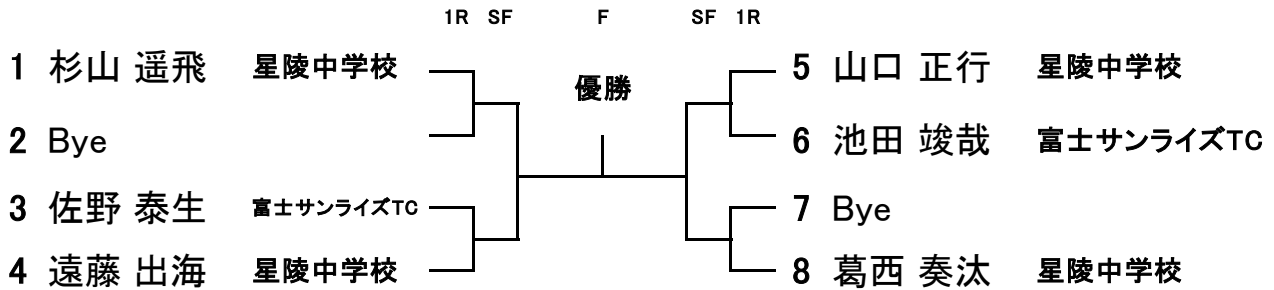 1R SF F SF 1R
優勝
1 杉山 遥飛 星陵中学校
2 Bye
3 佐野 泰生 富士サンライズTC
4 遠藤 出海 星陵中学校
5 山口 正行 星陵中学校
6 池田 竣哉 富士サンライズTC
7 Bye
8 葛西 奏汰 星陵中学校